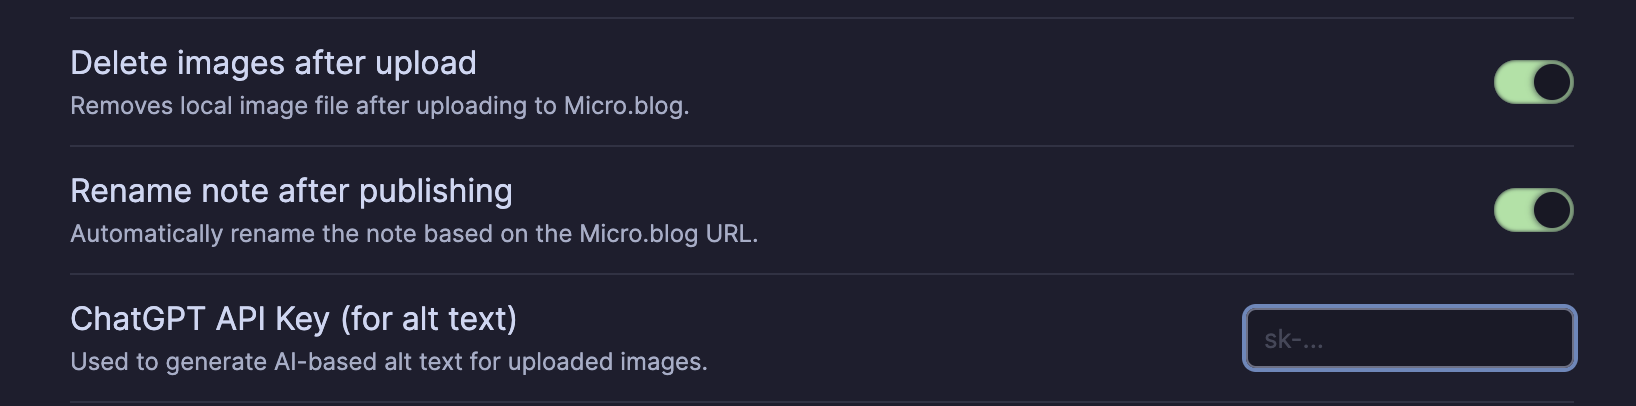 Delete images after upload
Removes local image file after uploading to Micro.blog.
Rename note after publishing
Automatically rename the note based on the Micro.blog URL.
ChatGPT API Key (for alt text)
sk-...
Used to generate AI-based alt text for uploaded images.